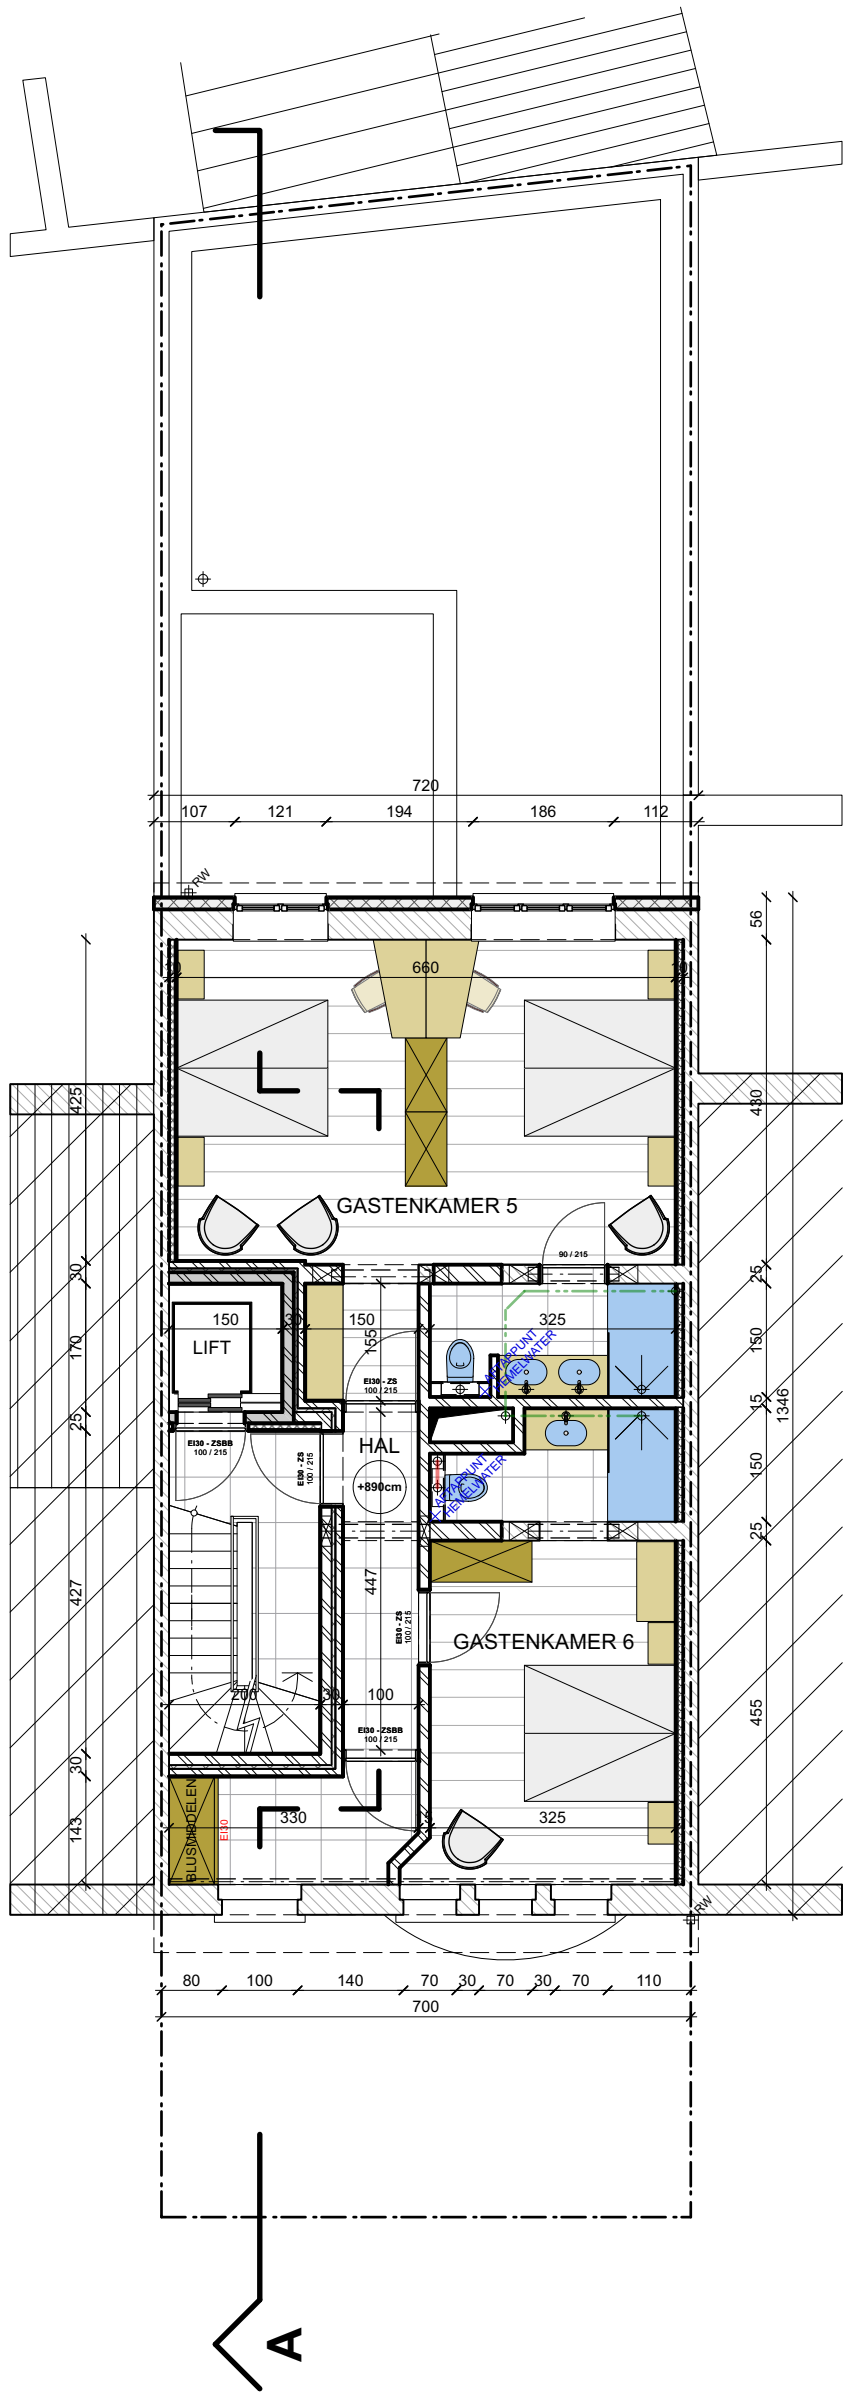 720
107 121 194 186 112
RW
56
10 660 10
425
430
GASTENKAMER 5
90 / 215
30
25
150 30 150 325
155
LIFT
170
150
AFTAPPUNT
HEMELWATER
EI30 - ZS
100 / 215
15
1346
25
HAL
EI30 - ZSBB
100 / 215
EI30 - ZS
100 / 215
+890cm
150
AFTAPPUNT
HEMELWATER
25
447
427
EI30 - ZS
100 / 215
GASTENKAMER 6
200 30 100
455
EI30 - ZSBB
100 / 215
30
BLUSMIDDELEN
EI30
143
330 325
RW
80 100 140 70 30 70 30 70 110
700
A